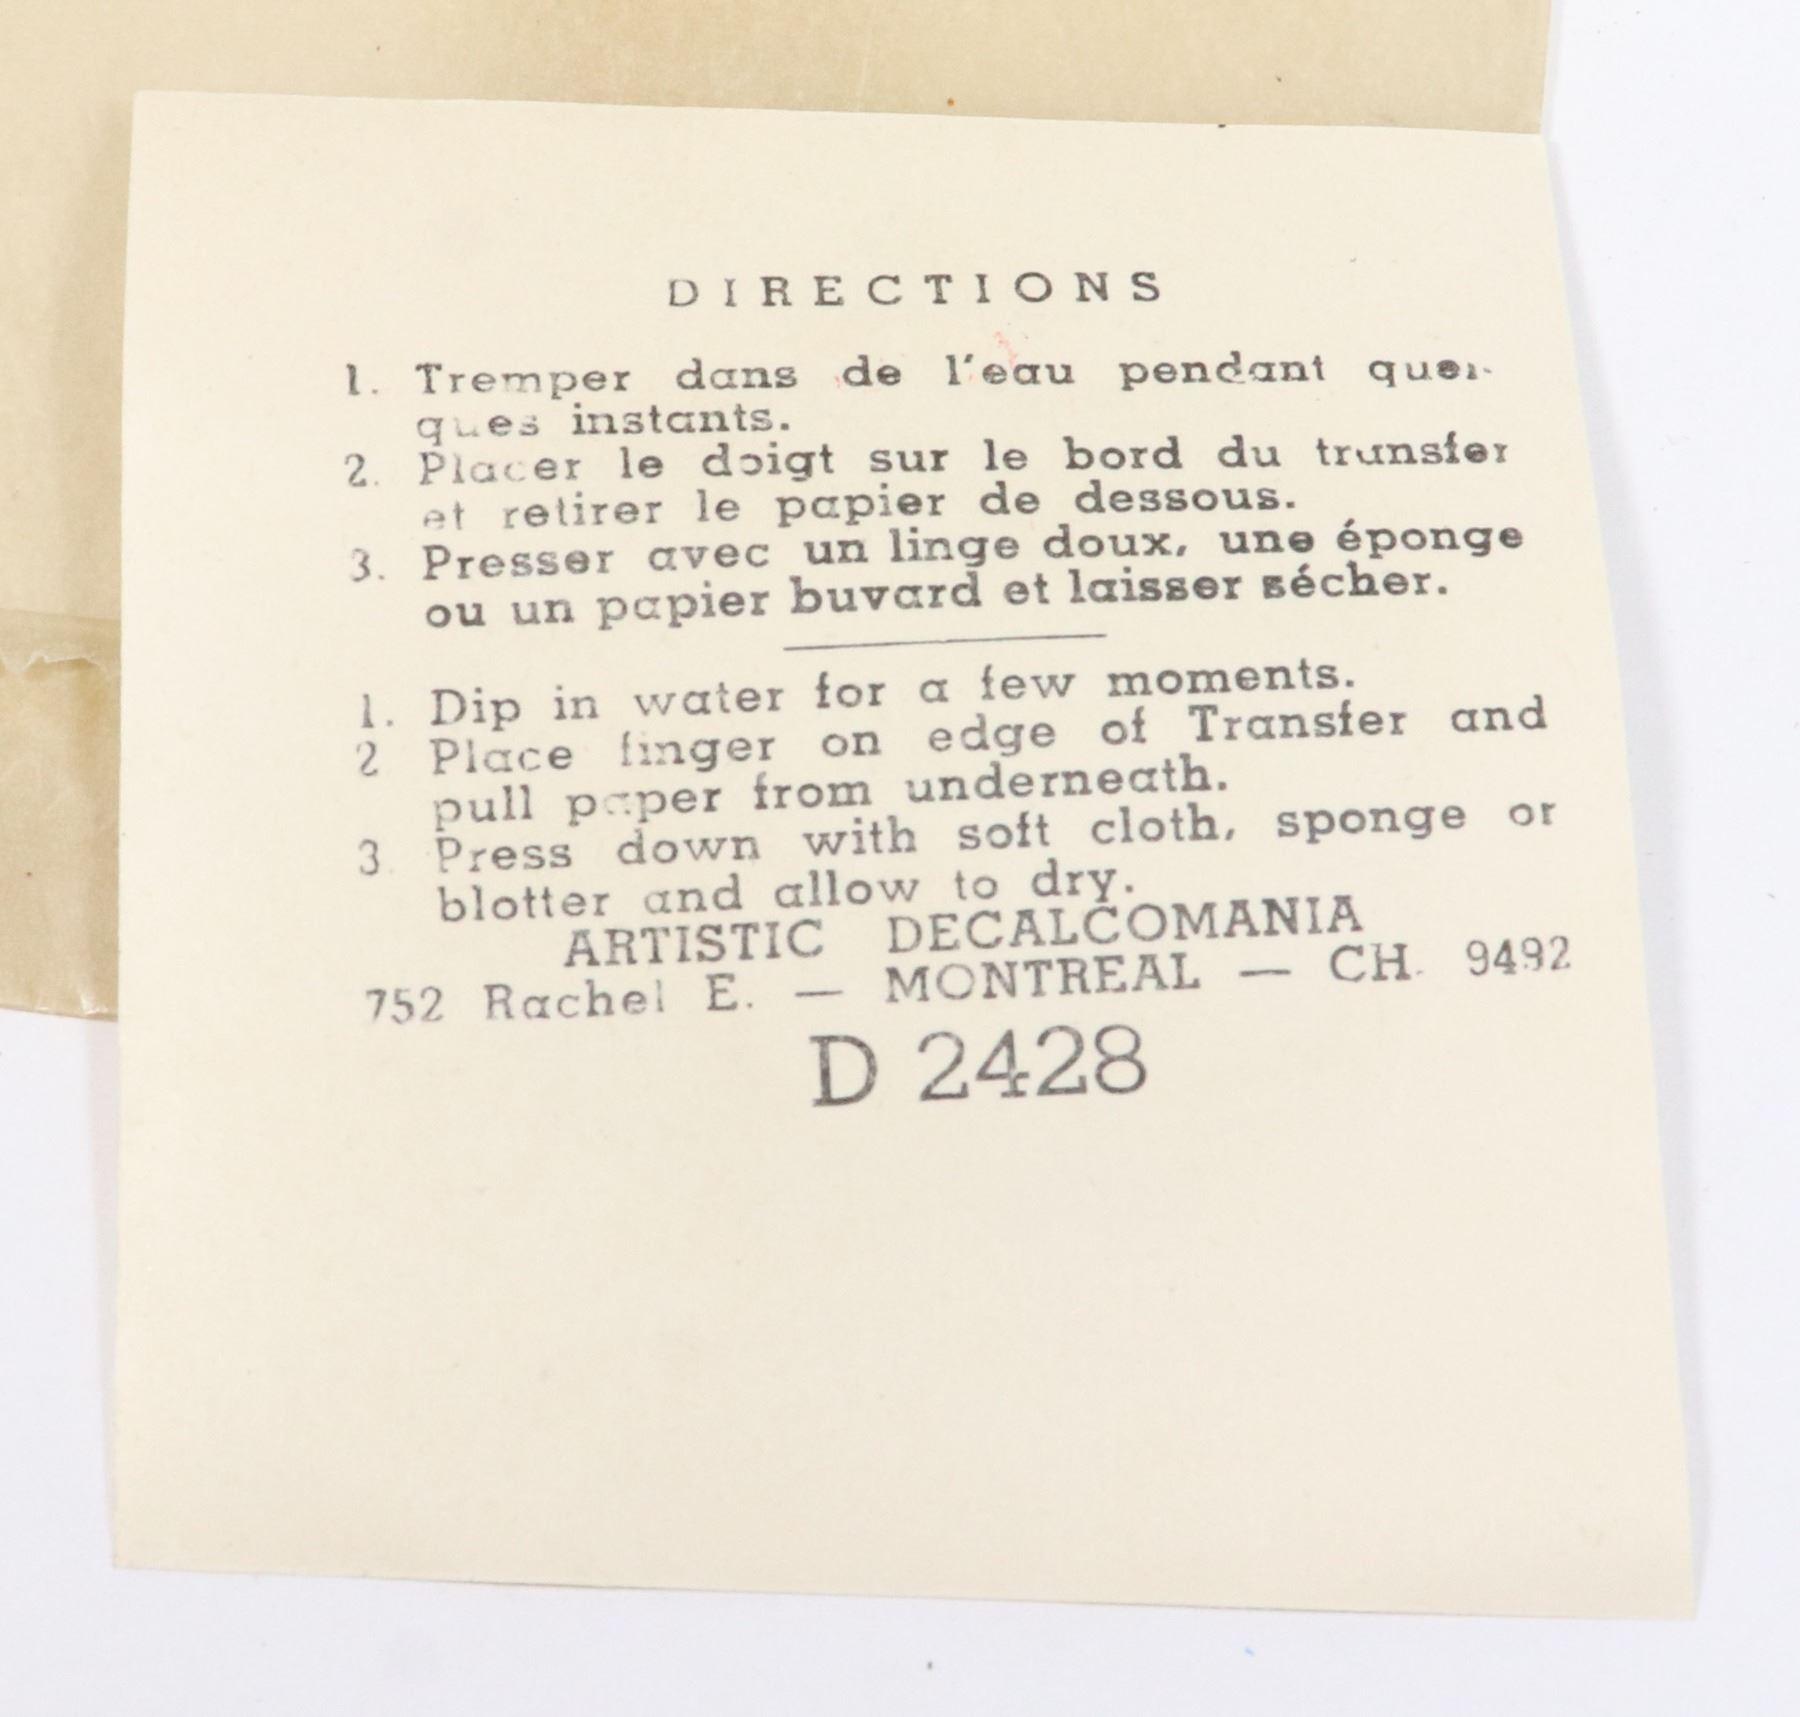 DIRECTIONS
1. Tremper dans de l'eau pendant quel-
ques instants.
2. Placer le doigt sur le bord du transfer
et retirer le papier de dessous.
3. Presser avec un linge doux, une éponge
ou un papier buvard et laisser sécher.
1. Dip in water for a few moments.
2 Place finger on edge of Transfer and
pull paper from underneath.
3. Press down with soft cloth, sponge or
blotter and allow to dry.
ARTISTIC DECALCOMANIA
752 Rachel E. — MONTREAL — CH. 9492
D 2428